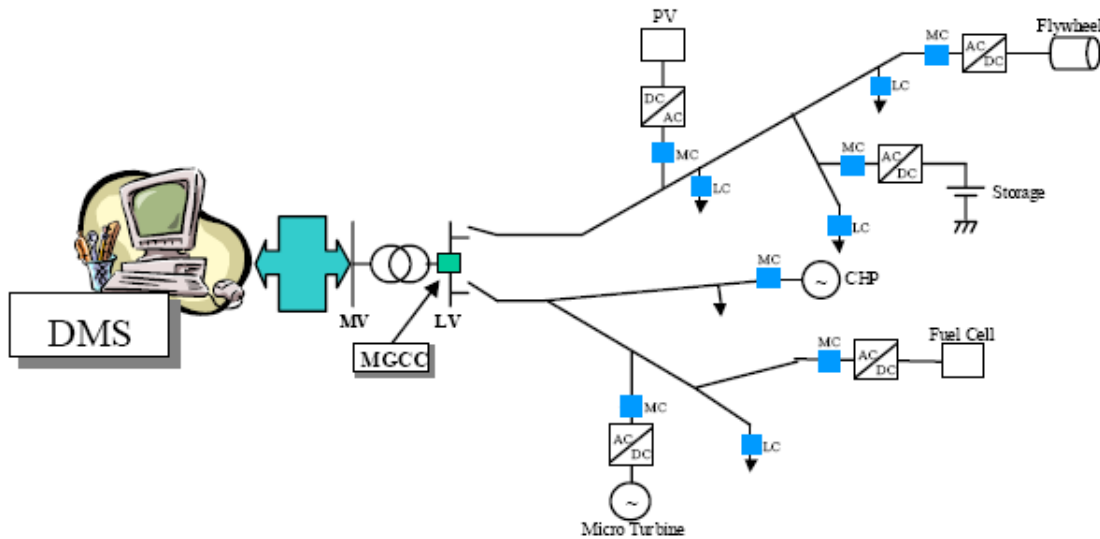 PV
Flywheel
MC
AC
DC
LC
DC
AC
MC
LC
MC
AC
DC
Storage
LC
DMS
MV
LV
MGCC
MC
~
CHP
Fuel Cell
MC
AC
DC
MC
AC
DC
LC
~
Micro Turbine